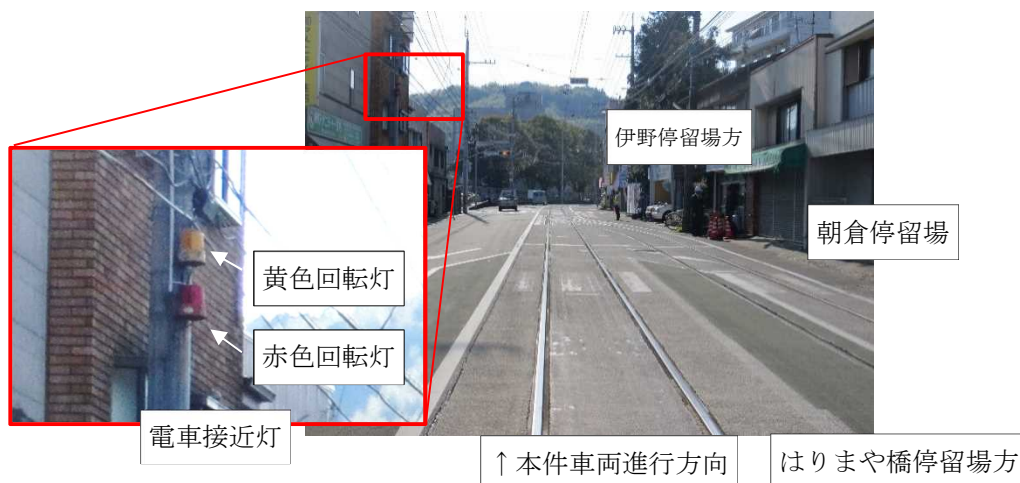 伊野停留場方
朝倉停留場
黄色回転灯
赤色回転灯
電車接近灯
↑本件車両進行方向
はりまや橋停留場方